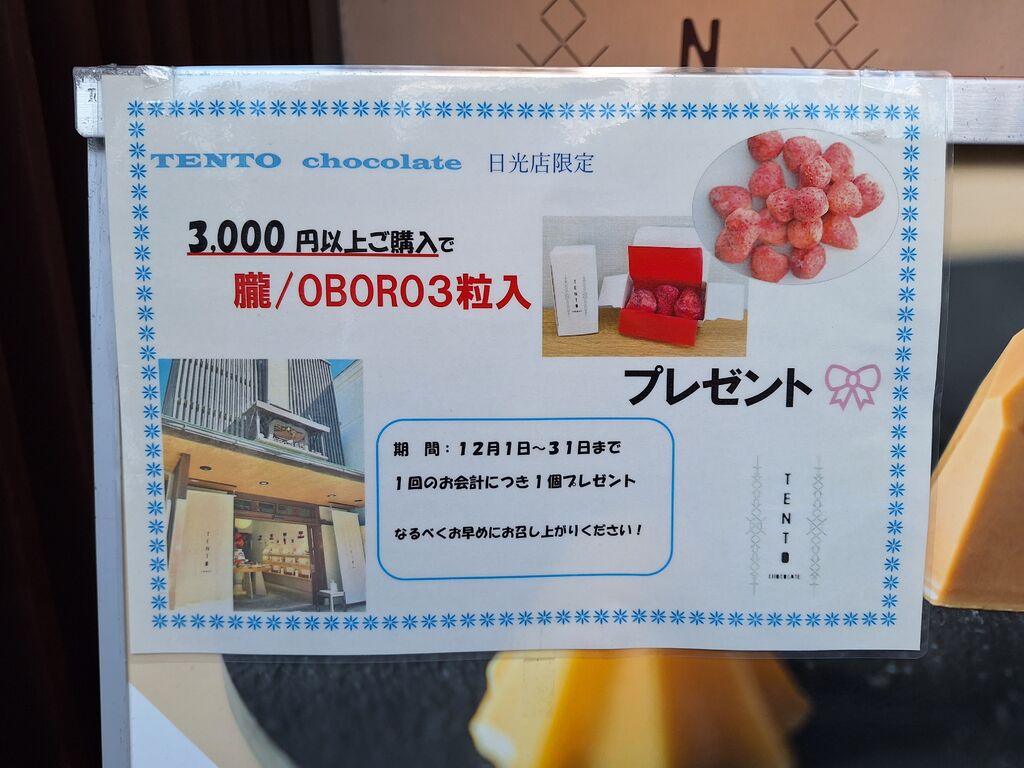 N
TENTO chocolate 日光店限定
3,000 円以上ご購入で
朧/OBORO3粒入
プレゼント
期 間：12月1日～31日まで
1回のお会計につき1個プレゼント
なるべくお早めにお召し上がりください！
TENTO
CHOCOLATE
TENTO
TENTO